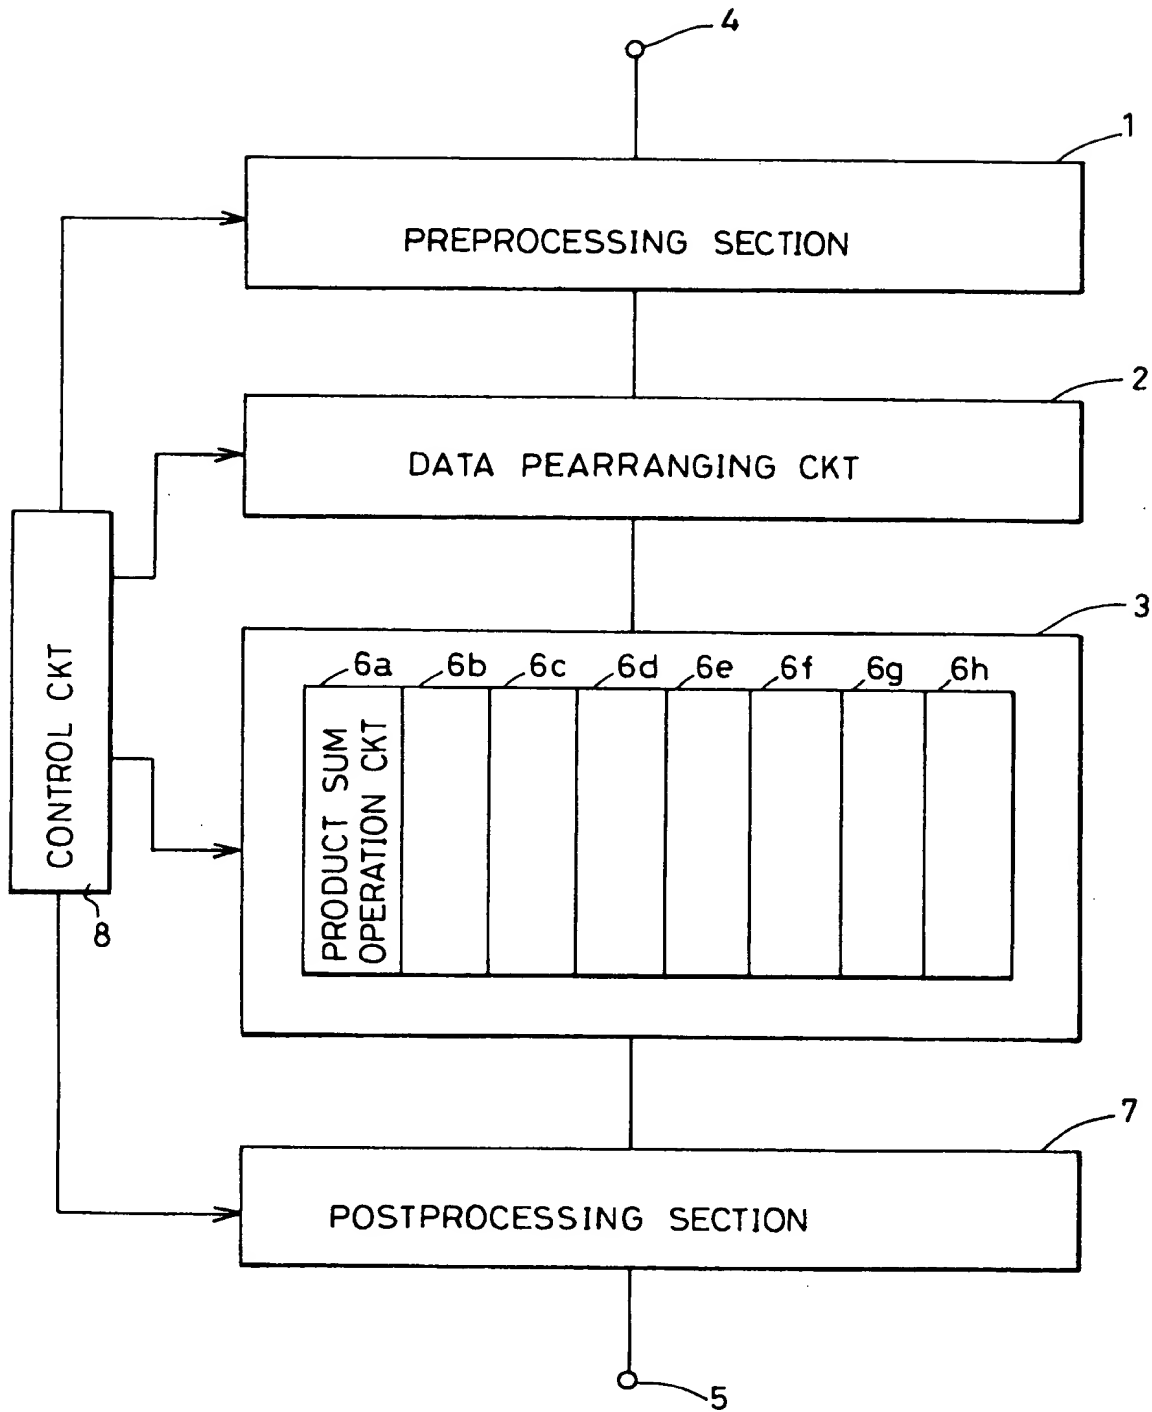 4
1
PREPROCESSING SECTION
2
DATA PEARRANGING CKT
3
6a 6b 6c 6d 6e 6f 6g 6h
PRODUCT SUM
OPERATION CKT
CONTROL CKT
8
7
POSTPROCESSING SECTION
5